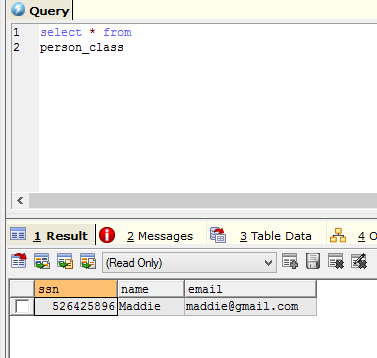 Query
1 select * from
2 person_class
1 Result 2 Messages 3 Table Data 4 O
(Read Only)
ssn name email
526425896 Maddie maddie@gmail.com